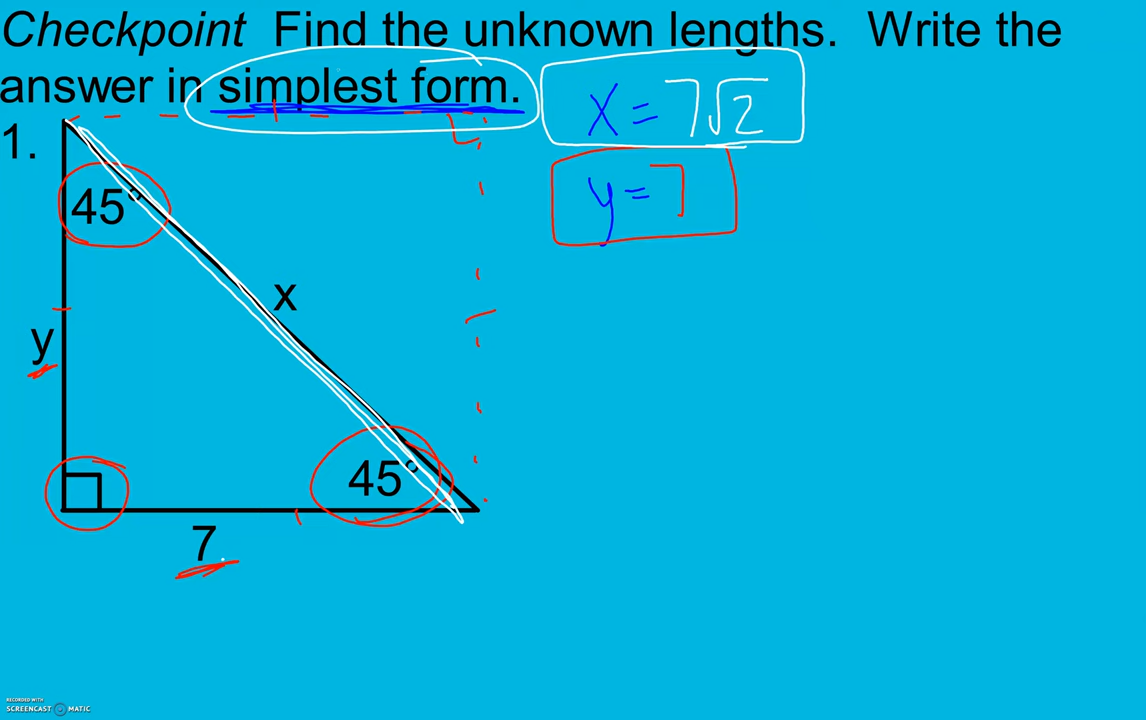 Checkpoint Find the unknown lengths. Write the
answer in simplest form.
x = 7√2
1.
y = 7
45°
x
y
45°
7
RECORDED WITH
SCREENCAST MATIC